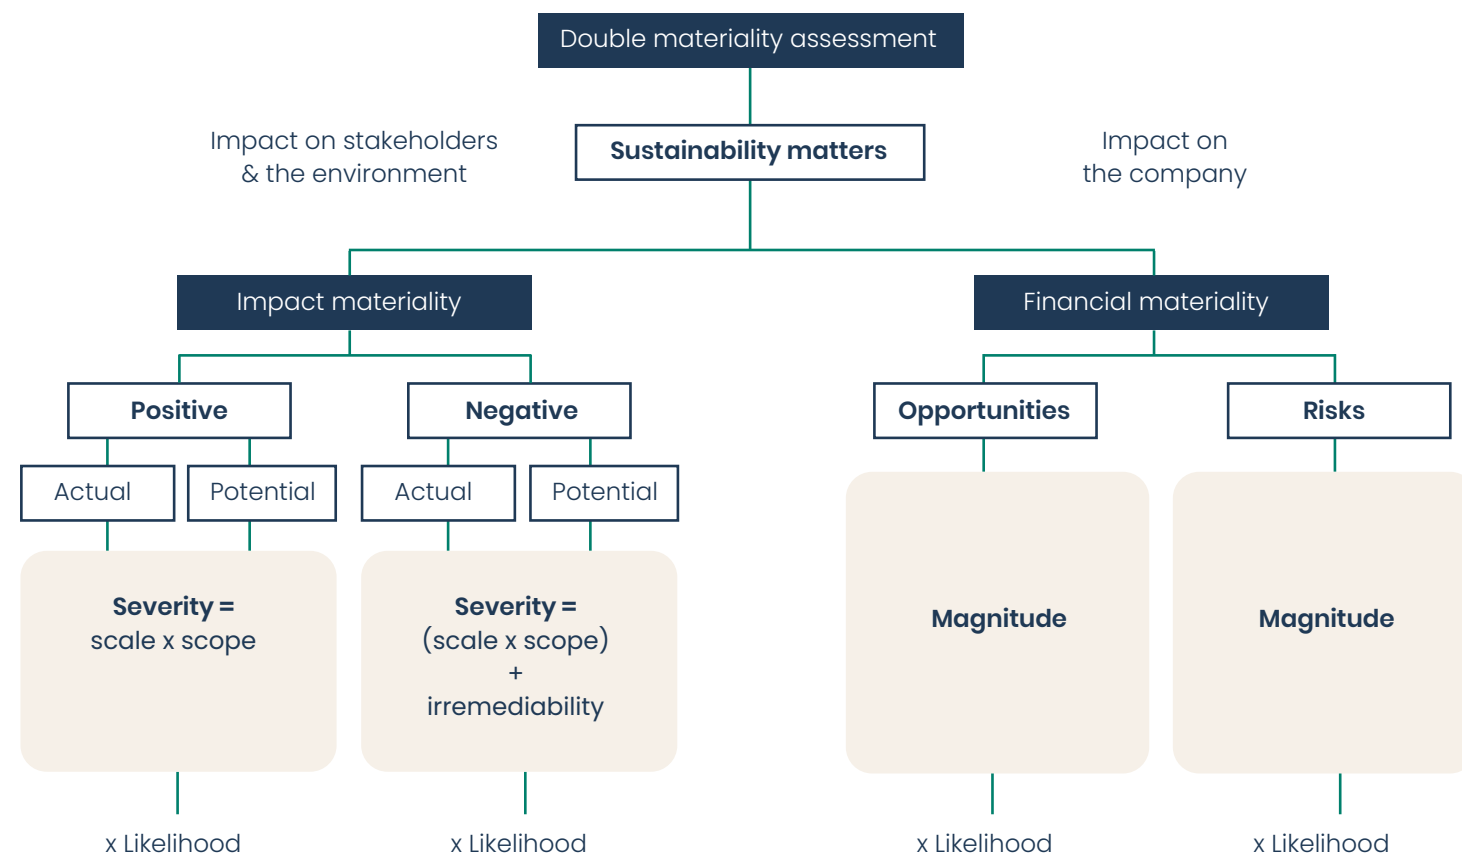 Double materiality assessment
Impact on stakeholders
& the environment
Sustainability matters
Impact on
the company
Impact materiality
Financial materiality
Positive
Negative
Opportunities
Risks
Actual
Potential
Actual
Potential
Severity =
scale x scope
Severity =
(scale x scope)
+
irremediability
Magnitude
Magnitude
x Likelihood
x Likelihood
x Likelihood
x Likelihood